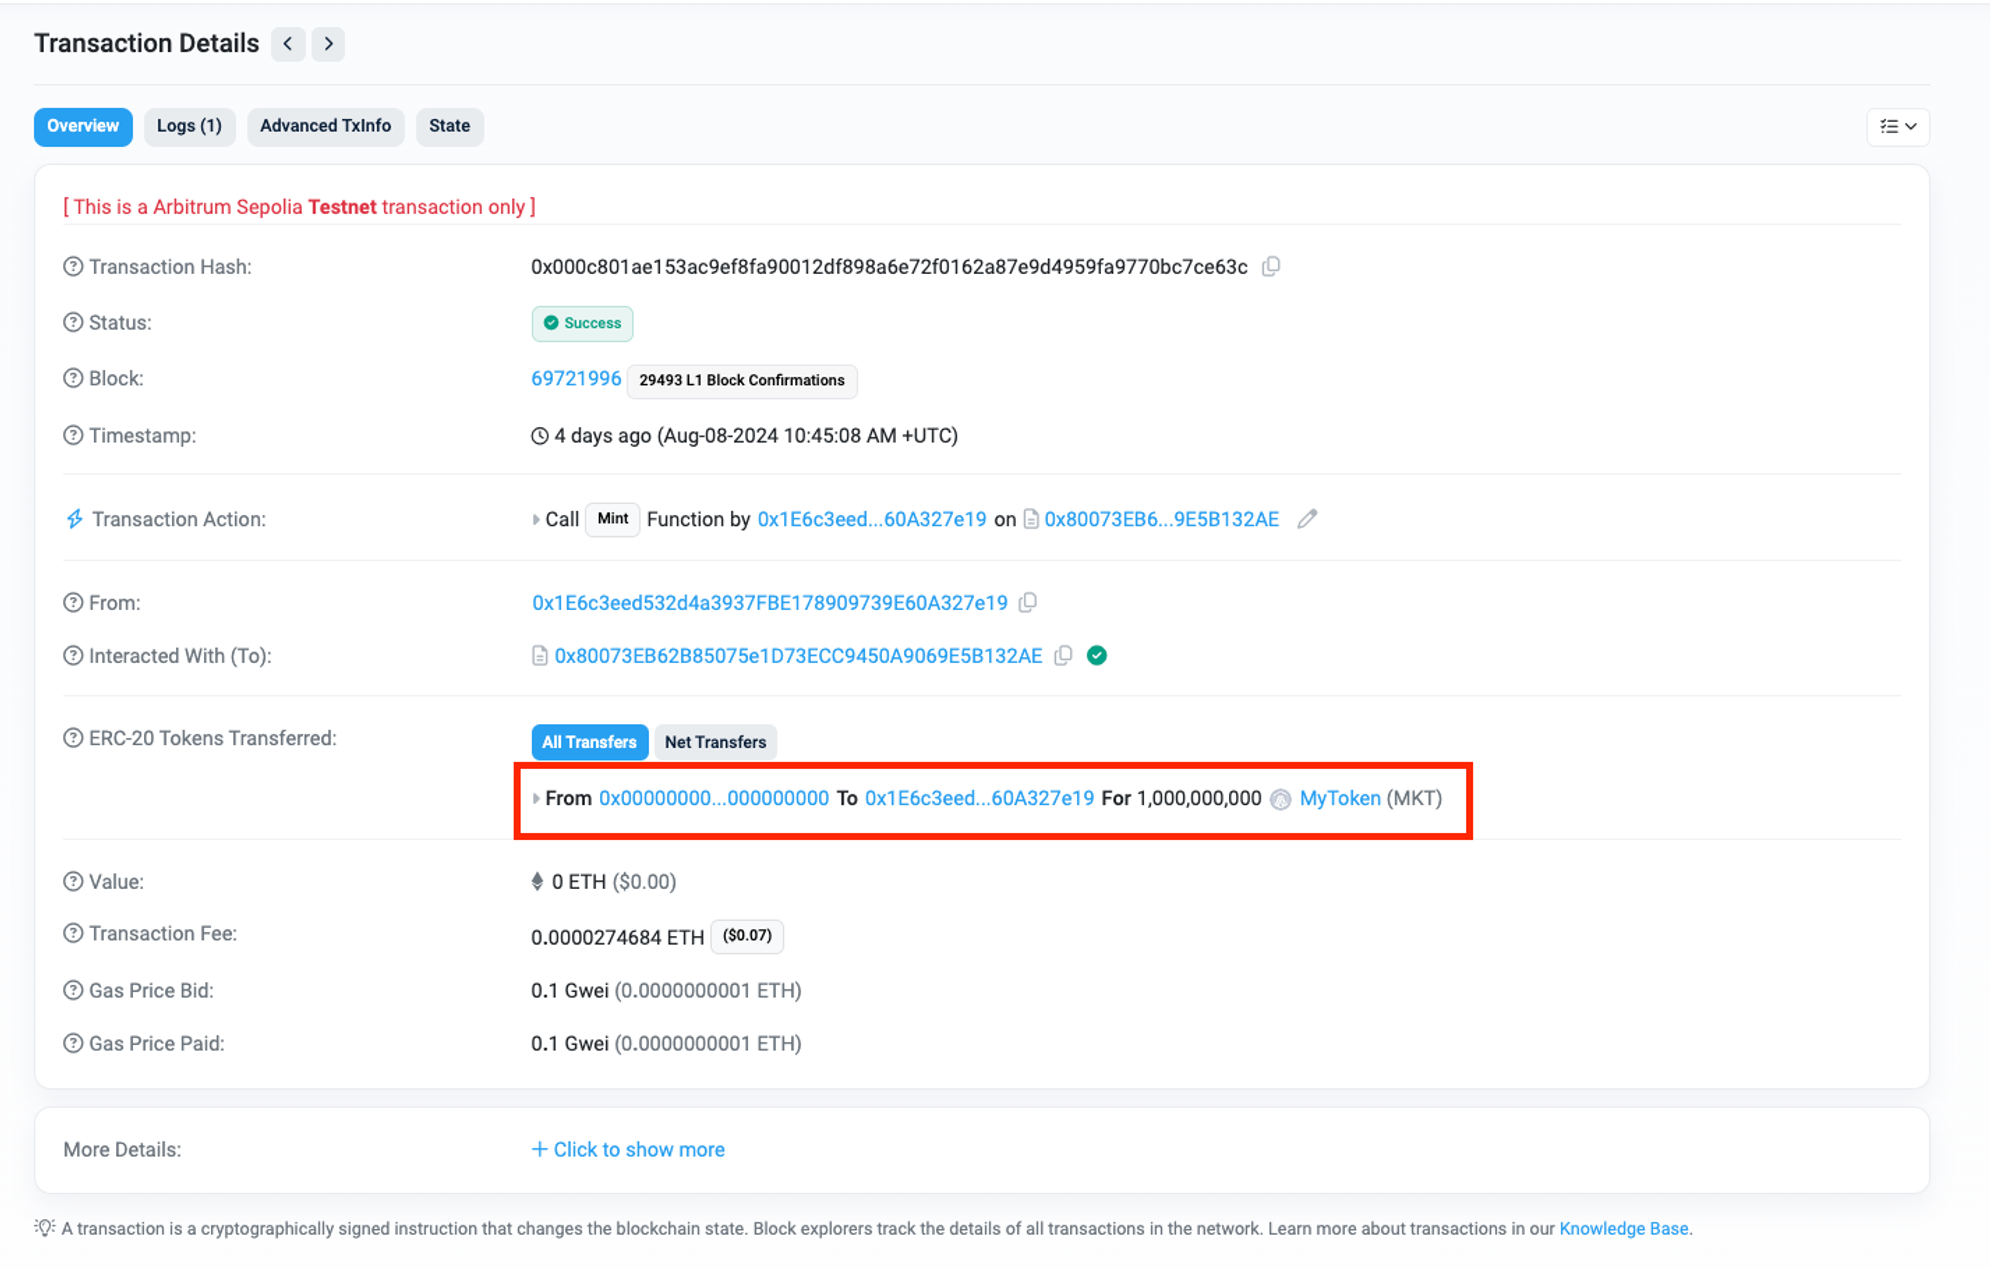 Transaction Details
Overview Logs (1) Advanced TxInfo State
[ This is a Arbitrum Sepolia Testnet transaction only ]
Transaction Hash: 0x000c801ae153ac9ef8fa90012df898a6e72f0162a87e9d4959fa9770bc7ce63c
Status: Success
Block: 69721996 29493 L1 Block Confirmations
Timestamp: 4 days ago (Aug-08-2024 10:45:08 AM +UTC)
Transaction Action: Call Mint Function by 0x1E6c3eed...60A327e19 on 0x80073EB6...9E5B132AE
From: 0x1E6c3eed532d4a3937FBE178909739E60A327e19
Interacted With (To): 0x80073EB62B85075e1D73ECC9450A9069E5B132AE
ERC-20 Tokens Transferred: All Transfers Net Transfers
From 0x00000000...000000000 To 0x1E6c3eed...60A327e19 For 1,000,000,000 MyToken (MKT)
Value: 0 ETH ($0.00)
Transaction Fee: 0.0000274684 ETH ($0.07)
Gas Price Bid: 0.1 Gwei (0.0000000001 ETH)
Gas Price Paid: 0.1 Gwei (0.0000000001 ETH)
More Details: + Click to show more
A transaction is a cryptographically signed instruction that changes the blockchain state. Block explorers track the details of all transactions in the network. Learn more about transactions in our Knowledge Base.